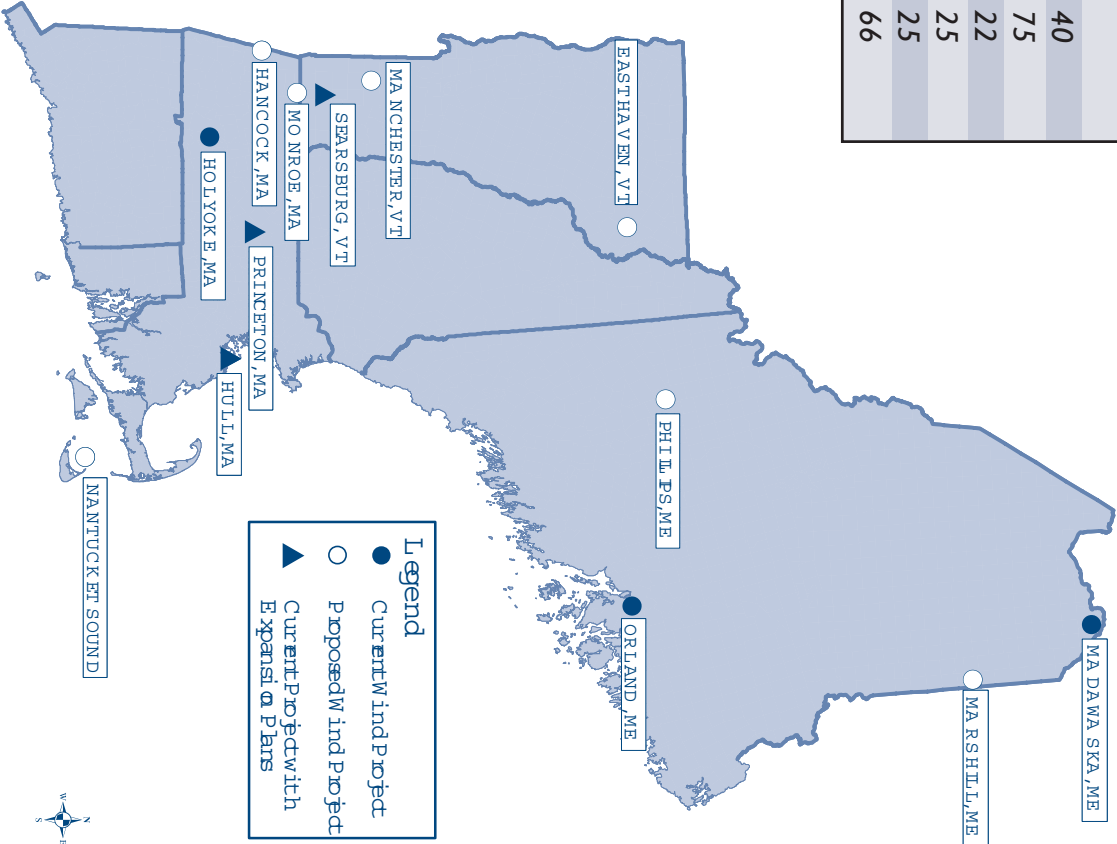 40
75
22
25
25
66
MADAWASKA, ME
MARSHILL, ME
PHILLIPS, ME
ORLAND, ME
EAST HAVEN, VT
MANCHESTER, VT
SEARSBURG, VT
MONROE, MA
HANCOCK, MA
PRINCETON, MA
HOLYOKE, MA
HULL, MA
NANTUCKET SOUND
Legend
Current Wind Project
Proposed Wind Project
Current Project with
Expansion Plans
N
W
E
S